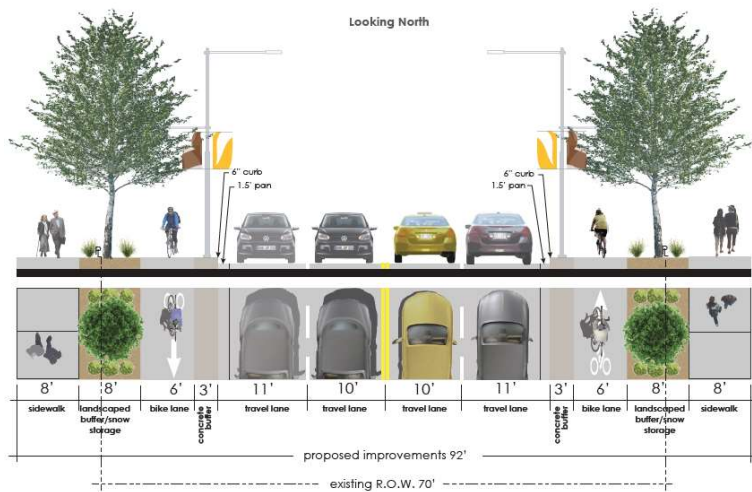 Looking North
6" curb
1.5' pan
6" curb
1.5' pan
8' 8' 6' 3' 11' 10' 10' 11' 3' 6' 8' 8'
sidewalk
landscaped
buffer/snow
storage
bike lane
concrete
buffer
travel lane
travel lane
travel lane
travel lane
concrete
buffer
bike lane
landscaped
buffer/snow
storage
sidewalk
proposed improvements 92'
existing R.O.W. 70'